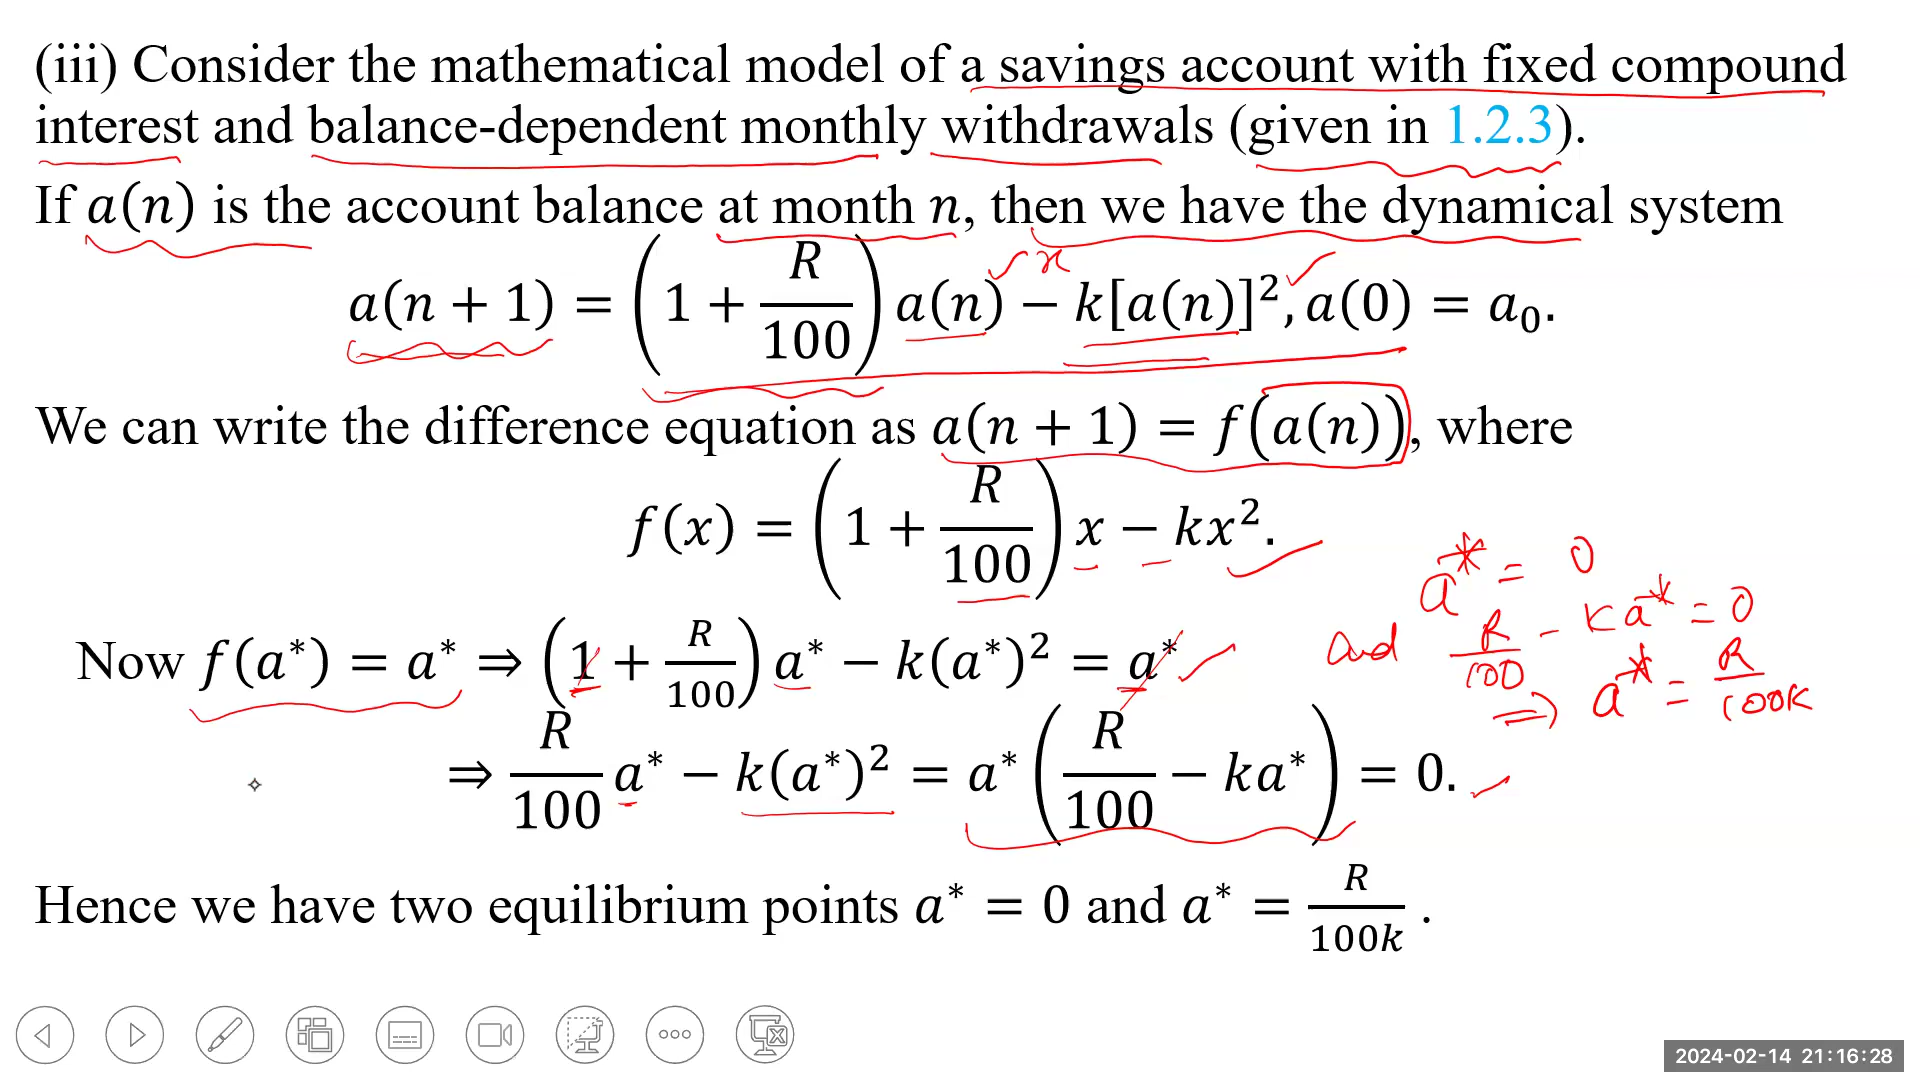 (iii) Consider the mathematical model of a savings account with fixed compound
interest and balance-dependent monthly withdrawals (given in 1.2.3).
If a(n) is the account balance at month n, then we have the dynamical system
a(n + 1) = (1 + R/100) a(n) − k[a(n)]², a(0) = a₀.
x
We can write the difference equation as a(n + 1) = f(a(n)), where
f(x) = (1 + R/100) x − kx².
a* = 0
and R/100 − ka* = 0
⇒ a* = R/100k
Now f(a*) = a* ⇒ (1 + R/100) a* − k(a*)² = a*
⇒ R/100 a* − k(a*)² = a* (R/100 − ka*) = 0.
Hence we have two equilibrium points a* = 0 and a* = R/100k .
2024-02-14 21:16:28